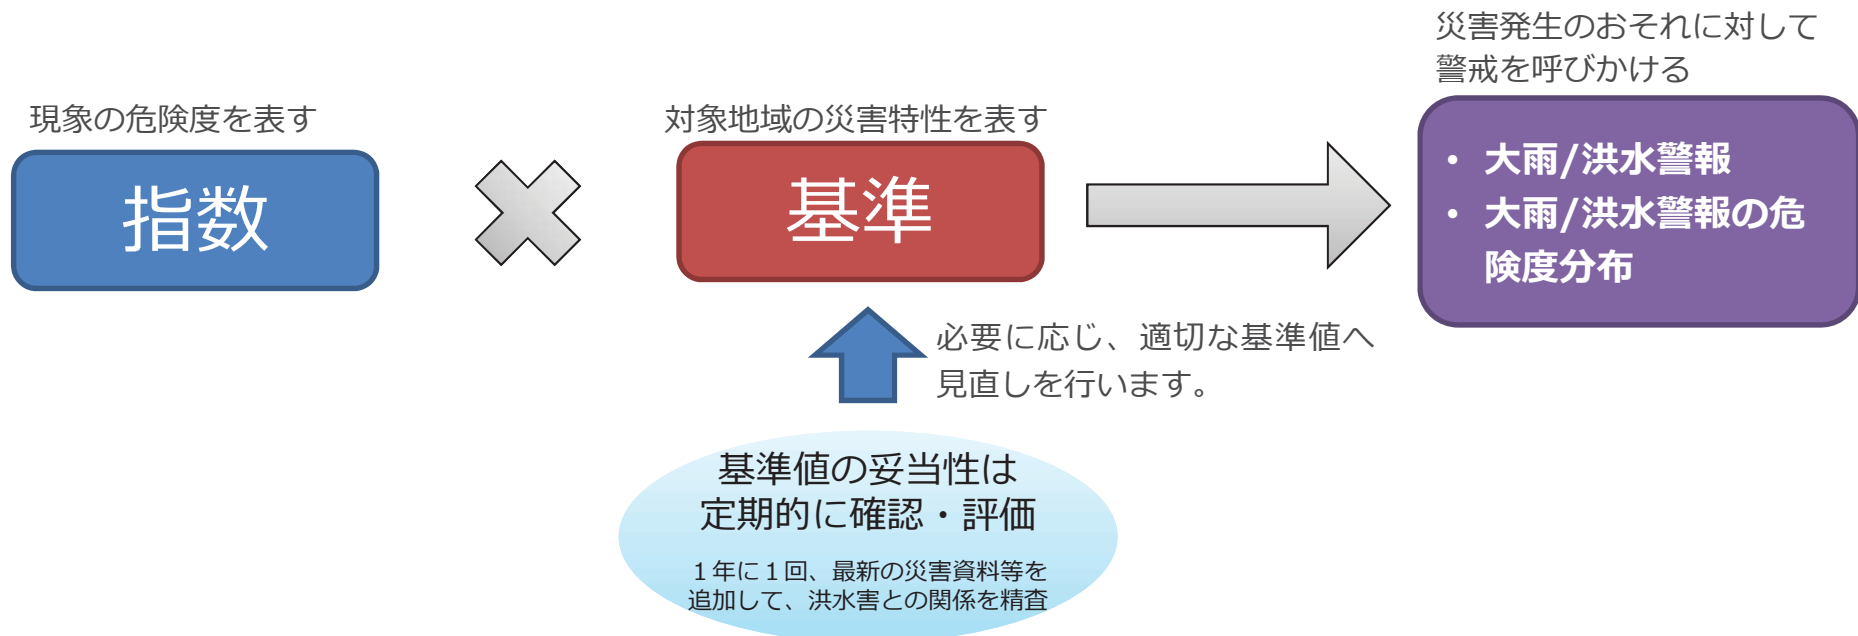 現象の危険度を表す
指数
対象地域の災害特性を表す
基準
災害発生のおそれに対して
警戒を呼びかける
• 大雨/洪水警報
• 大雨/洪水警報の危
険度分布
必要に応じ、適切な基準値へ
見直しを行います。
基準値の妥当性は
定期的に確認・評価
１年に１回、最新の災害資料等を
追加して、洪水害との関係を精査